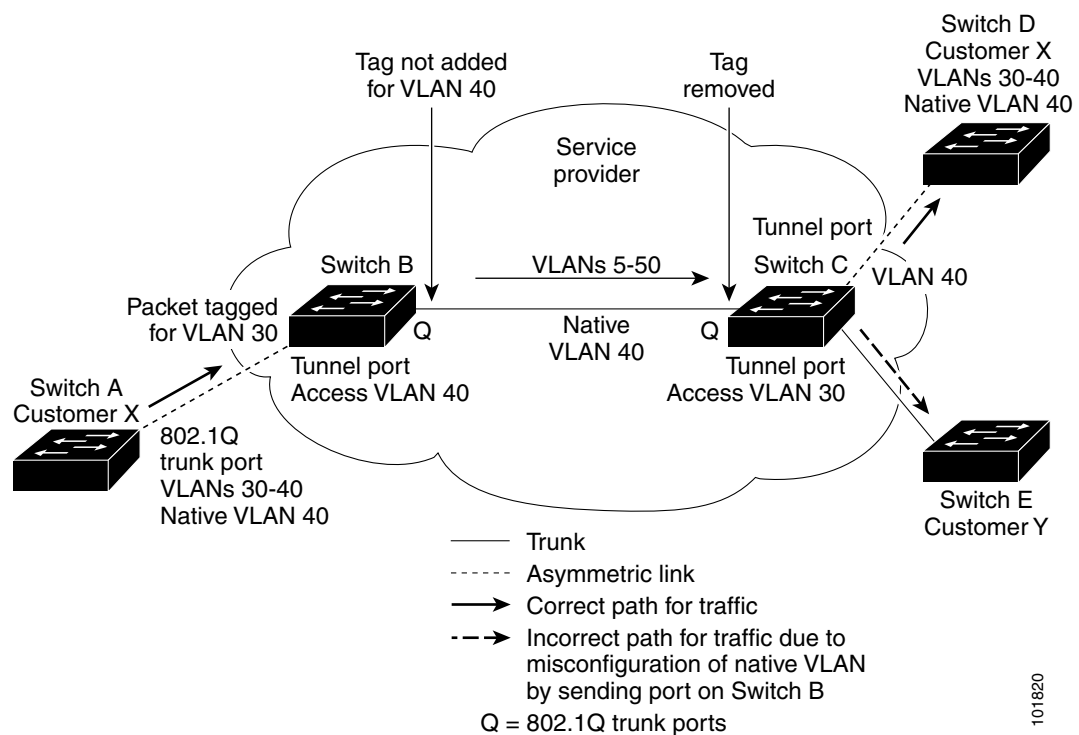 Tag not added
for VLAN 40
Tag
removed
Switch D
Customer X
VLANs 30-40
Native VLAN 40
Service
provider
Tunnel port
Switch B
VLANs 5-50
Switch C
VLAN 40
Packet tagged
for VLAN 30
Q
Native
VLAN 40
Q
Tunnel port
Access VLAN 40
Tunnel port
Access VLAN 30
Switch A
Customer X
802.1Q
trunk port
VLANs 30-40
Native VLAN 40
Switch E
Customer Y
Trunk
Asymmetric link
Correct path for traffic
Incorrect path for traffic due to
misconfiguration of native VLAN
by sending port on Switch B
Q = 802.1Q trunk ports
101820